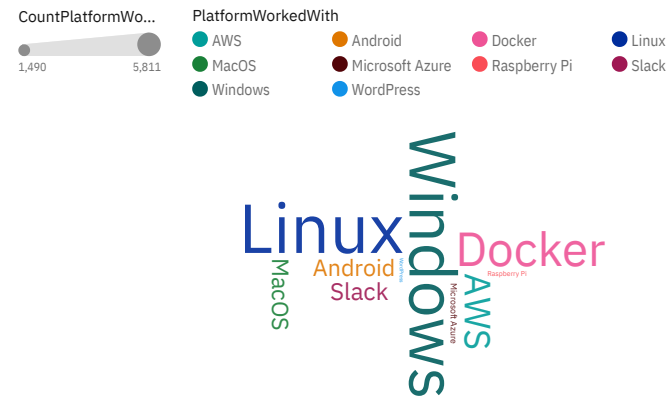 CountPlatformWo...
1,490 5,811
PlatformWorkedWith
AWS Android Docker Linux
MacOS Microsoft Azure Raspberry Pi Slack
Windows WordPress
Windows
Linux
Docker
Android
WordPress
Raspberry Pi
MacOS
Slack
Microsoft Azure
AWS